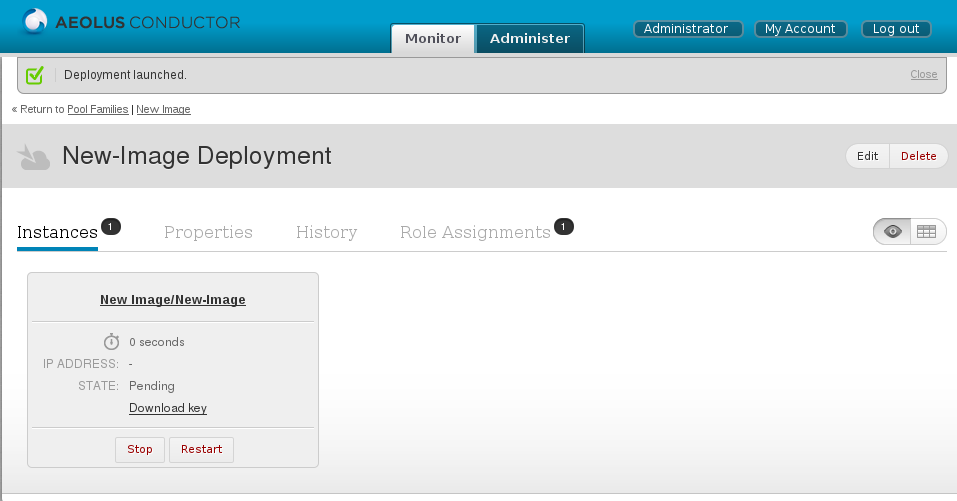 AEOLUS CONDUCTOR
Monitor
Administer
Administrator
My Account
Log out
Deployment launched.
Close
« Return to Pool Families | New Image
New-Image Deployment
Edit
Delete
Instances 1
Properties
History
Role Assignments 1
New Image/New-Image
0 seconds
IP ADDRESS: -
STATE: Pending
Download key
Stop
Restart